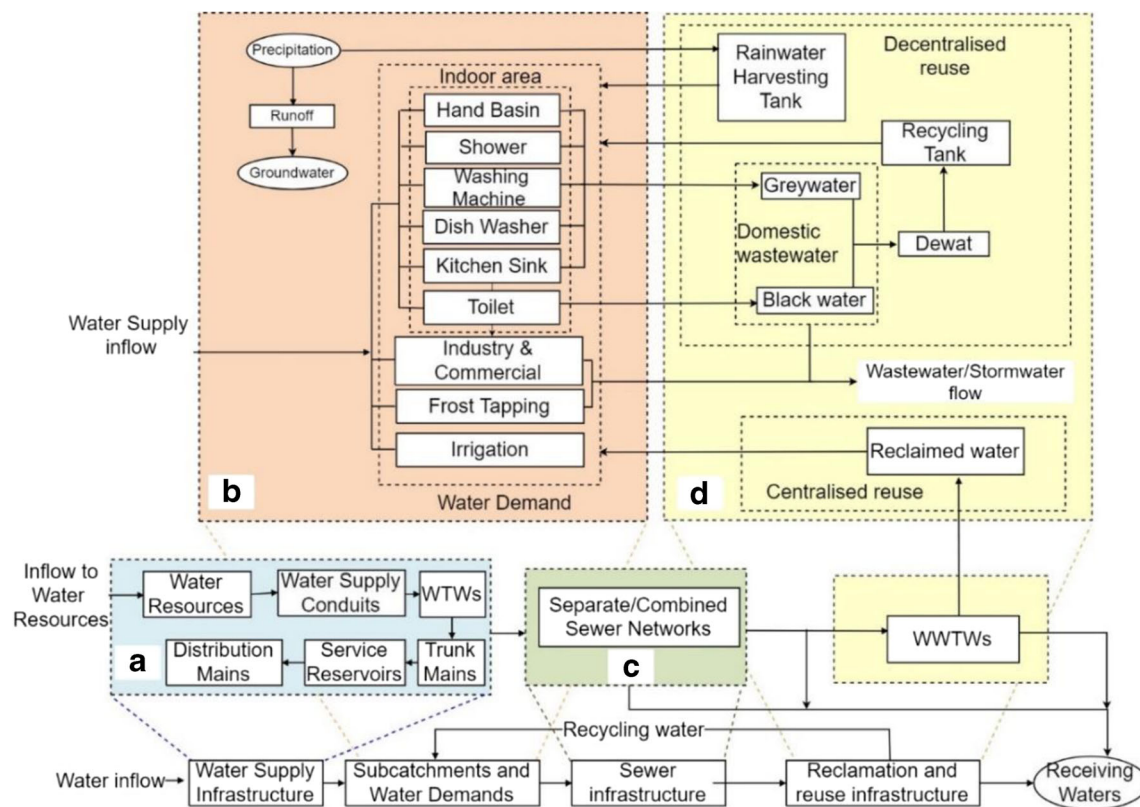 Precipitation
Runoff
Groundwater
Indoor area
Hand Basin
Shower
Washing
Machine
Dish Washer
Kitchen Sink
Toilet
Industry &
Commercial
Frost Tapping
Irrigation
Water Demand
b
Water Supply
inflow
Rainwater
Harvesting
Tank
Decentralised
reuse
Recycling
Tank
Greywater
Domestic
wastewater
Dewat
Black water
Wastewater/Stormwater
flow
Reclaimed water
Centralised reuse
d
Inflow to
Water
Resources
Water
Resources
Water Supply
Conduits
WTWs
a
Distribution
Mains
Service
Reservoirs
Trunk
Mains
Separate/Combined
Sewer Networks
c
WWTWs
Recycling water
Water inflow
Water Supply
Infrastructure
Subcatchments and
Water Demands
Sewer
infrastructure
Reclamation and
reuse infrastructure
Receiving
Waters